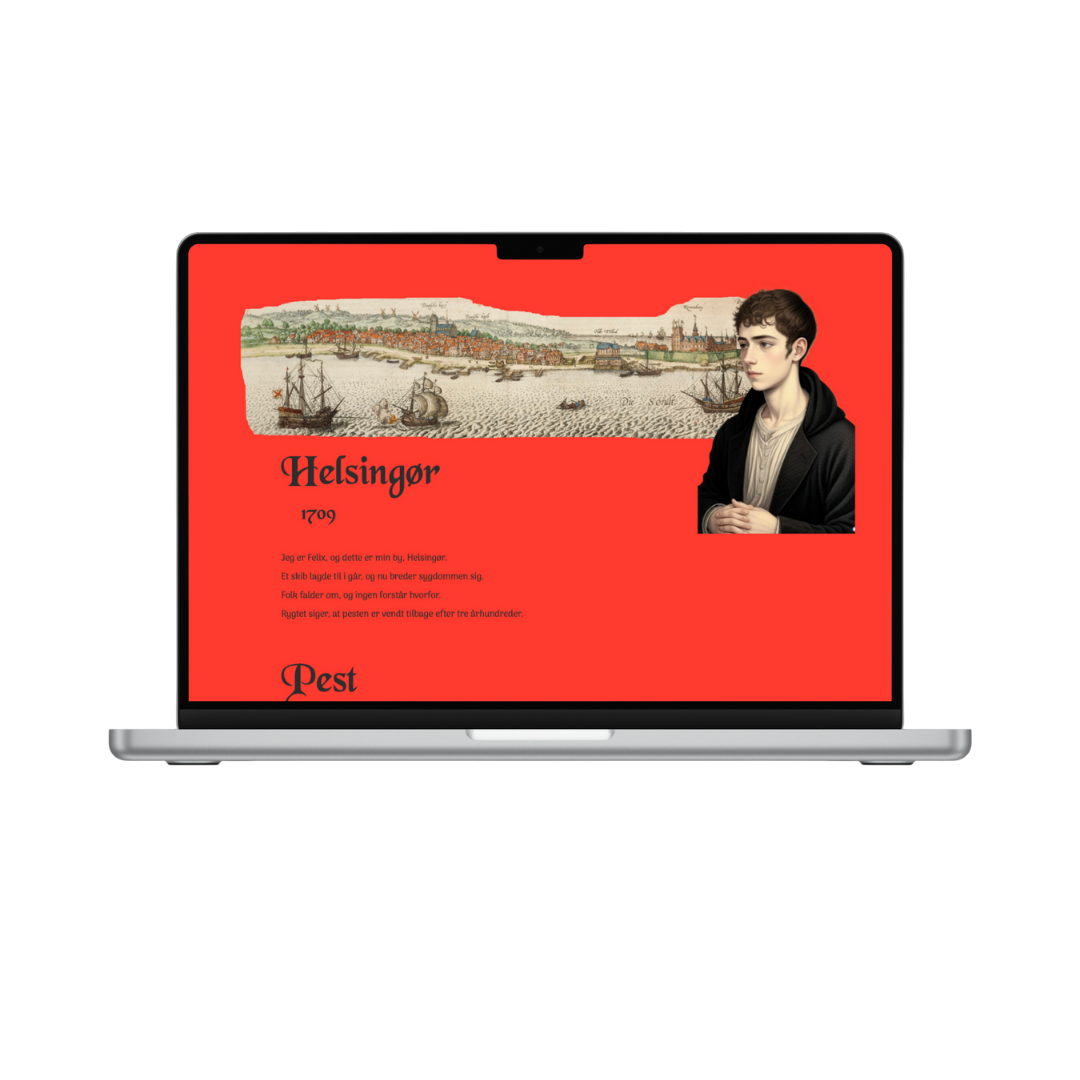 Die Sondt.
Helsingør
1709
Jeg er Felix, og dette er min by, Helsingør.
Et skib lagde til i går, og nu breder sygdommen sig.
Folk falder om, og ingen forstår hvorfor.
Rygtet siger, at pesten er vendt tilbage efter tre århundreder.
Pest